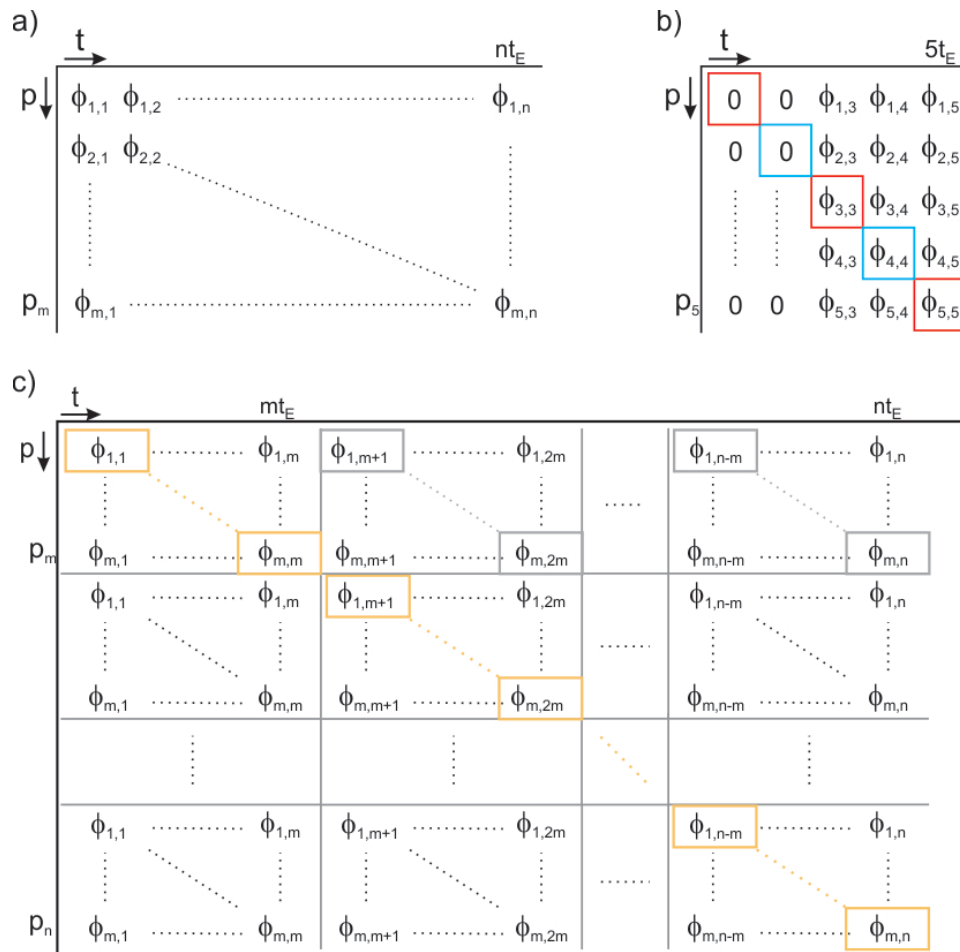 a)
t → nt_E
p ↓ ϕ_1,1 ϕ_1,2 ϕ_1,n
ϕ_2,1 ϕ_2,2
p_m ϕ_m,1 ϕ_m,n
b)
t → 5t_E
p ↓ 0 0 ϕ_1,3 ϕ_1,4 ϕ_1,5
0 0 ϕ_2,3 ϕ_2,4 ϕ_2,5
ϕ_3,3 ϕ_3,4 ϕ_3,5
ϕ_4,3 ϕ_4,4 ϕ_4,5
p_5 0 0 ϕ_5,3 ϕ_5,4 ϕ_5,5
c)
t → mt_E nt_E
p ↓ ϕ_1,1 ϕ_1,m ϕ_1,m+1 ϕ_1,2m ϕ_1,n-m ϕ_1,n
p_m ϕ_m,1 ϕ_m,m ϕ_m,m+1 ϕ_m,2m ϕ_m,n-m ϕ_m,n
ϕ_1,1 ϕ_1,m ϕ_1,m+1 ϕ_1,2m ϕ_1,n-m ϕ_1,n
ϕ_m,1 ϕ_m,m ϕ_m,m+1 ϕ_m,2m ϕ_m,n-m ϕ_m,n
ϕ_1,1 ϕ_1,m ϕ_1,m+1 ϕ_1,2m ϕ_1,n-m ϕ_1,n
p_n ϕ_m,1 ϕ_m,m ϕ_m,m+1 ϕ_m,2m ϕ_m,n-m ϕ_m,n